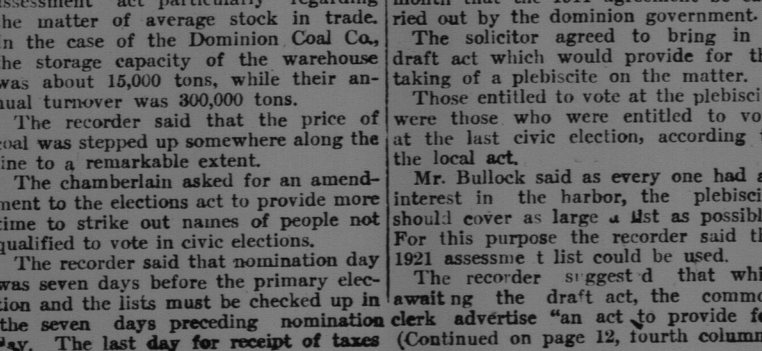 act particularly regarding
the matter of average stock in trade.
in the case of the Dominion Coal Co.,
the storage capacity of the warehouse
was about 15,000 tons, while their an-
nual turnover was 300,000 tons.
The recorder said that the price of
coal was stepped up somewhere along the
line to a remarkable extent.
The chamberlain asked for an amend-
ment to the elections act to provide more
time to strike out names of people not
qualified to vote in civic elections.
The recorder said that nomination day
was seven days before the primary elec-
tion and the lists must be checked up in
the seven days preceding nomination
day. The last day for receipt of taxes
month that the 1911 agreement be
ried out by the dominion government.
The solicitor agreed to bring in
draft act which would provide for th
taking of a plebiscite on the matter.
Those entitled to vote at the plebisci
were those who were entitled to vo
at the last civic election, according
the local act.
Mr. Bullock said as every one had a
interest in the harbor, the plebisci
should cover as large a list as possibl
For this purpose the recorder said th
1921 assessme t list could be used.
The recorder suggest d that whi
await ng the draft act, the commo
clerk advertise "an act to provide fo
(Continued on page 12, fourth column